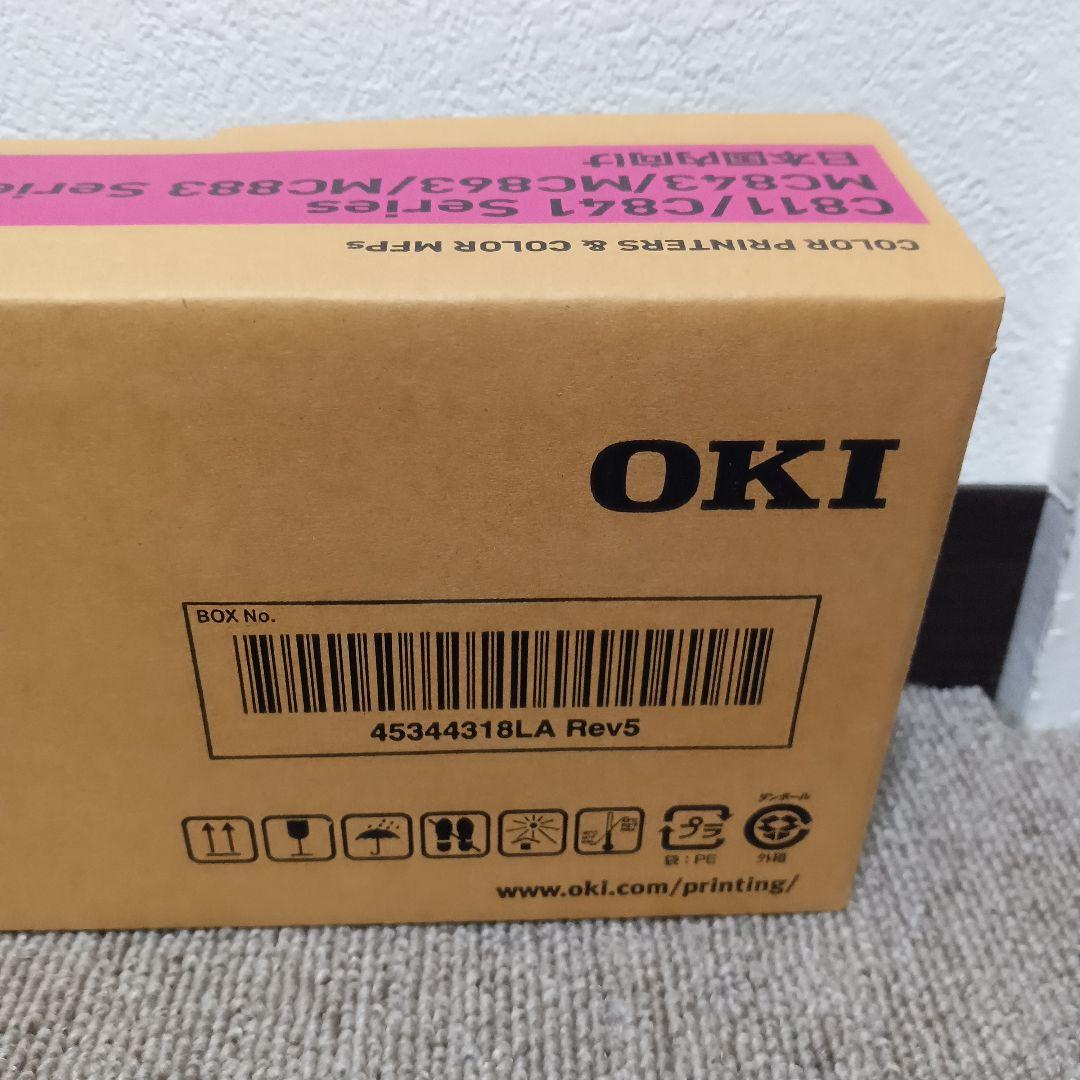 COLOR PRINTERS & COLOR MFPs
C811/C841 Series
MC843/MC863/MC883 Serie
日本国内向け
OKI
BOX No.
45344318LA Rev5
ダンボール
プラ
袋：PE
外箱
www.oki.com/printing/